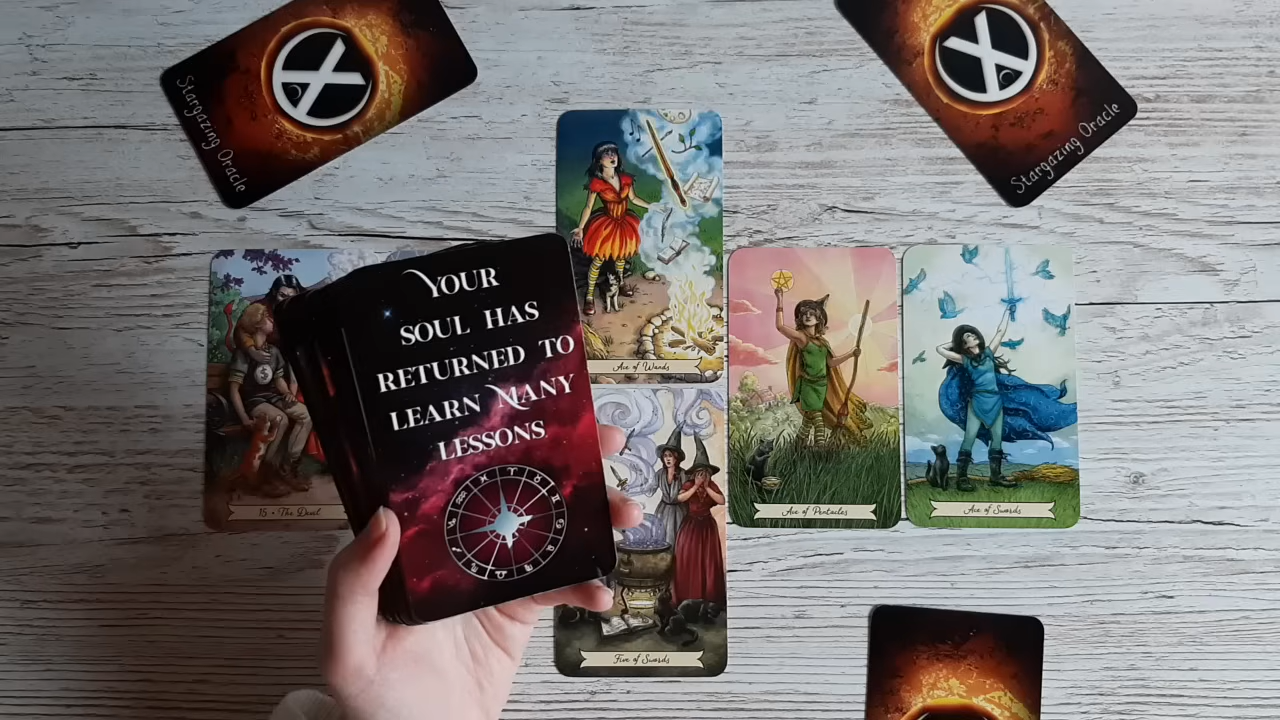 Stargazing Oracle
Stargazing Oracle
YOUR
SOUL HAS
RETURNED TO
LEARN MANY
LESSONS
$
Ace of Wands
15 • The Devil
Ace of Pentacles
Ace of Swords
Five of Swords